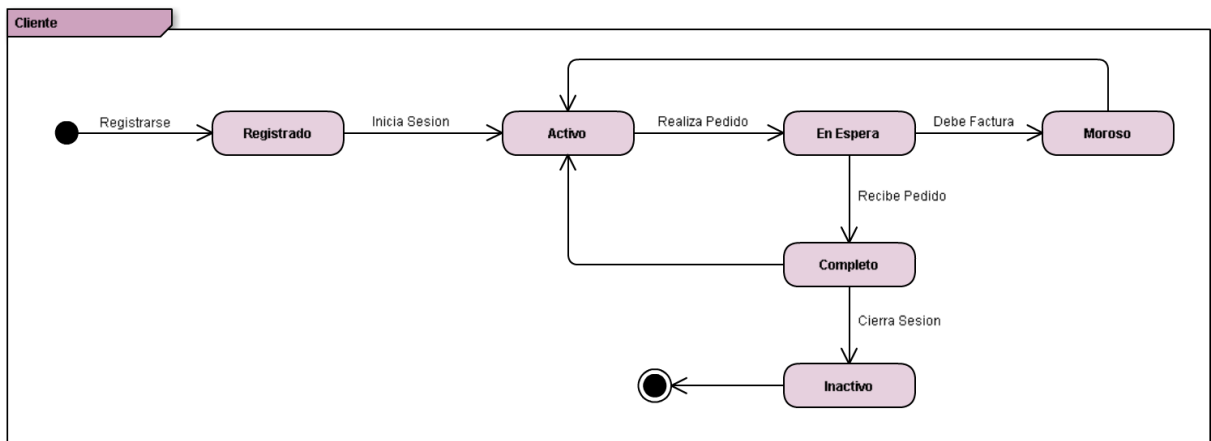 Cliente
Registrarse
Registrado
Inicia Sesion
Activo
Realiza Pedido
En Espera
Debe Factura
Moroso
Recibe Pedido
Completo
Cierra Sesion
Inactivo